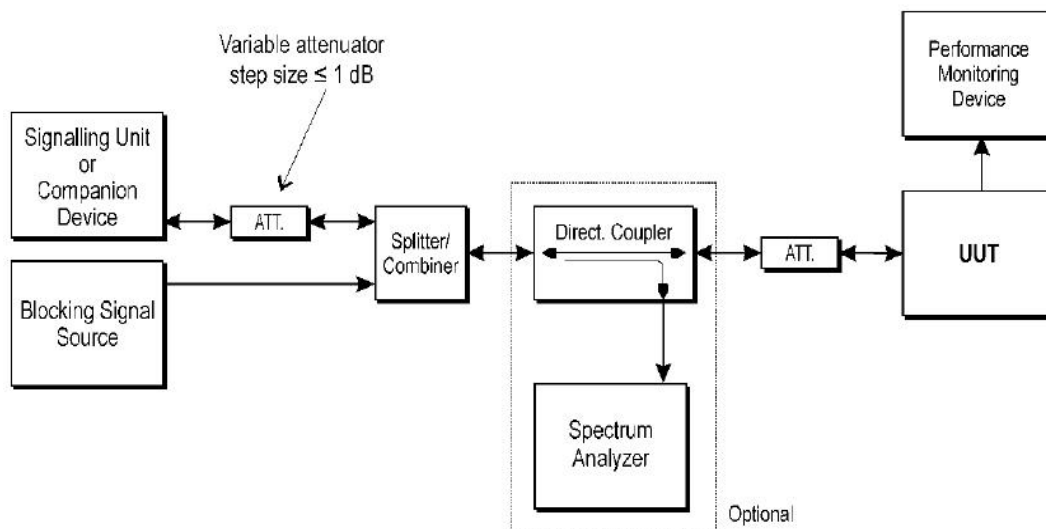 Variable attenuator
step size ≤ 1 dB
Performance
Monitoring
Device
Signalling Unit
or
Companion
Device
ATT.
Splitter/
Combiner
Direct. Coupler
ATT.
UUT
Blocking Signal
Source
Spectrum
Analyzer
Optional